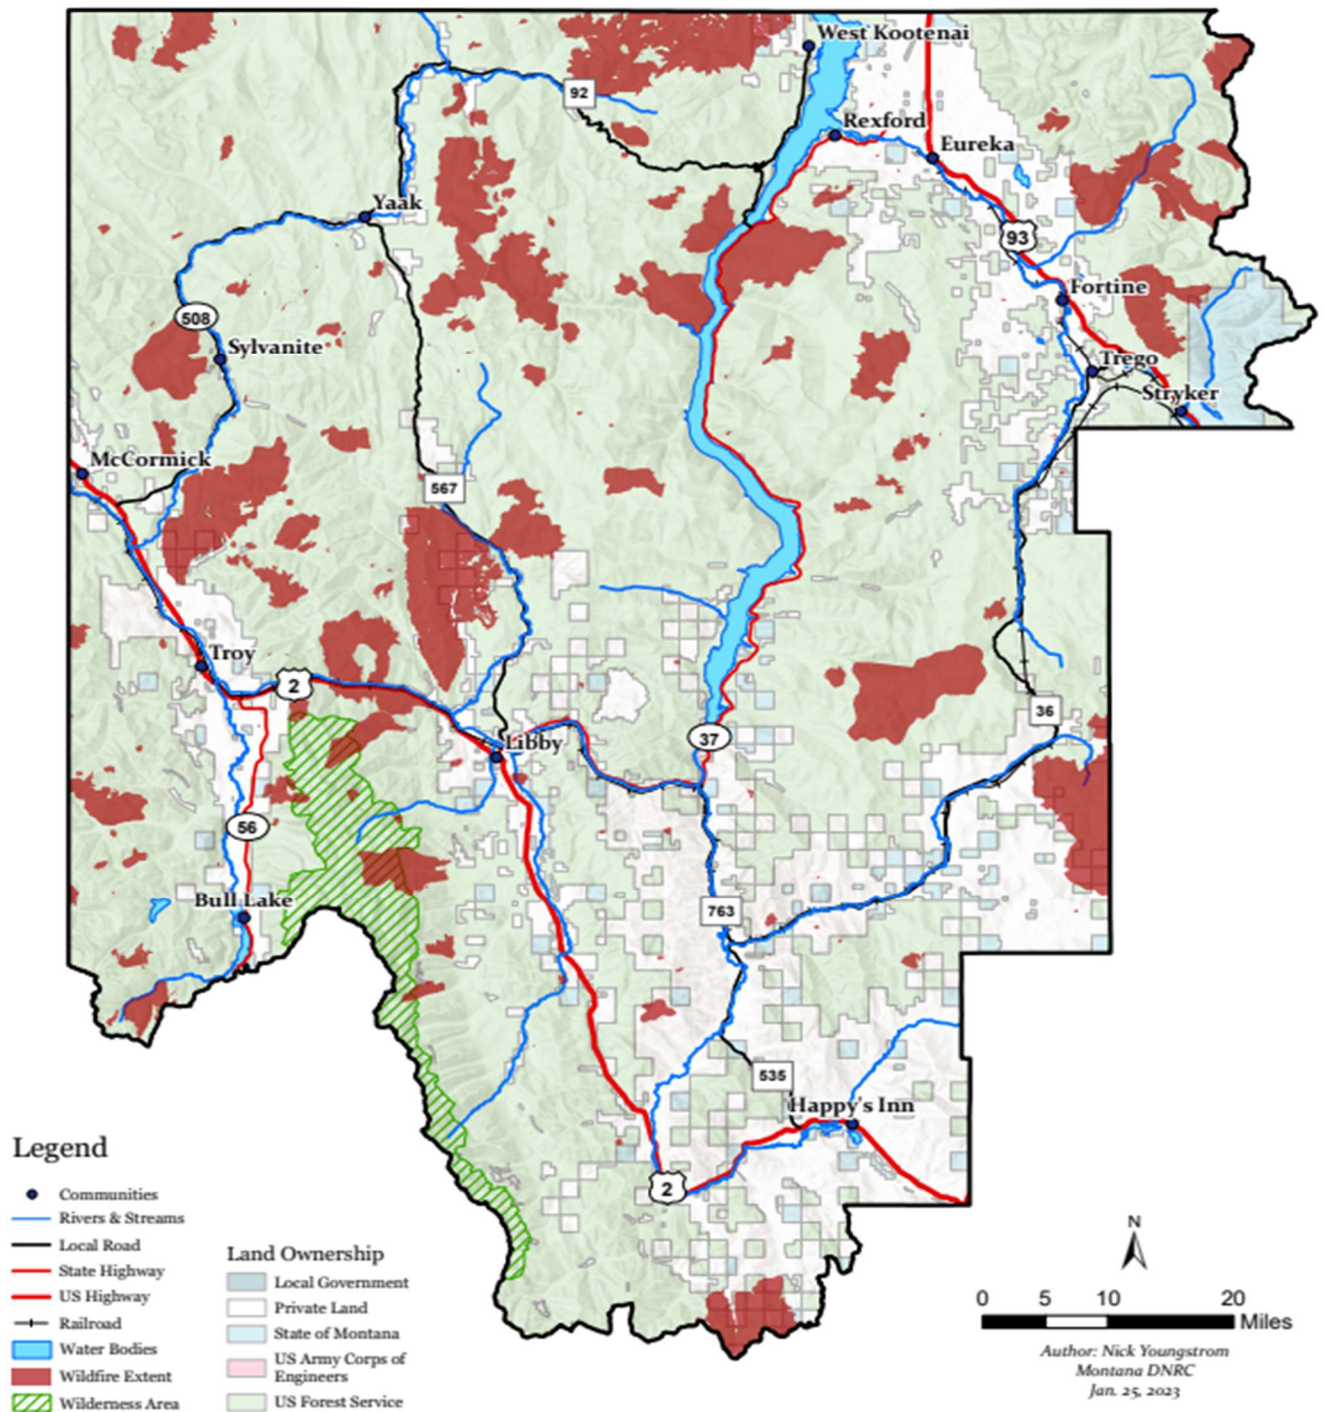 West Kootenai
92
Rexford
Eureka
Yaak
93
Fortine
508
Sylvanite
Trego
Stryker
McCormick
567
Troy
2
36
37
Libby
56
Bull Lake
763
535
Happy's Inn
2
Legend
Communities
Rivers & Streams
Local Road
State Highway
US Highway
Railroad
Water Bodies
Wildfire Extent
Wilderness Area
Land Ownership
Local Government
Private Land
State of Montana
US Army Corps of
Engineers
US Forest Service
N
0 5 10 20
Miles
Author: Nick Youngstrom
Montana DNRC
Jan. 25, 2023